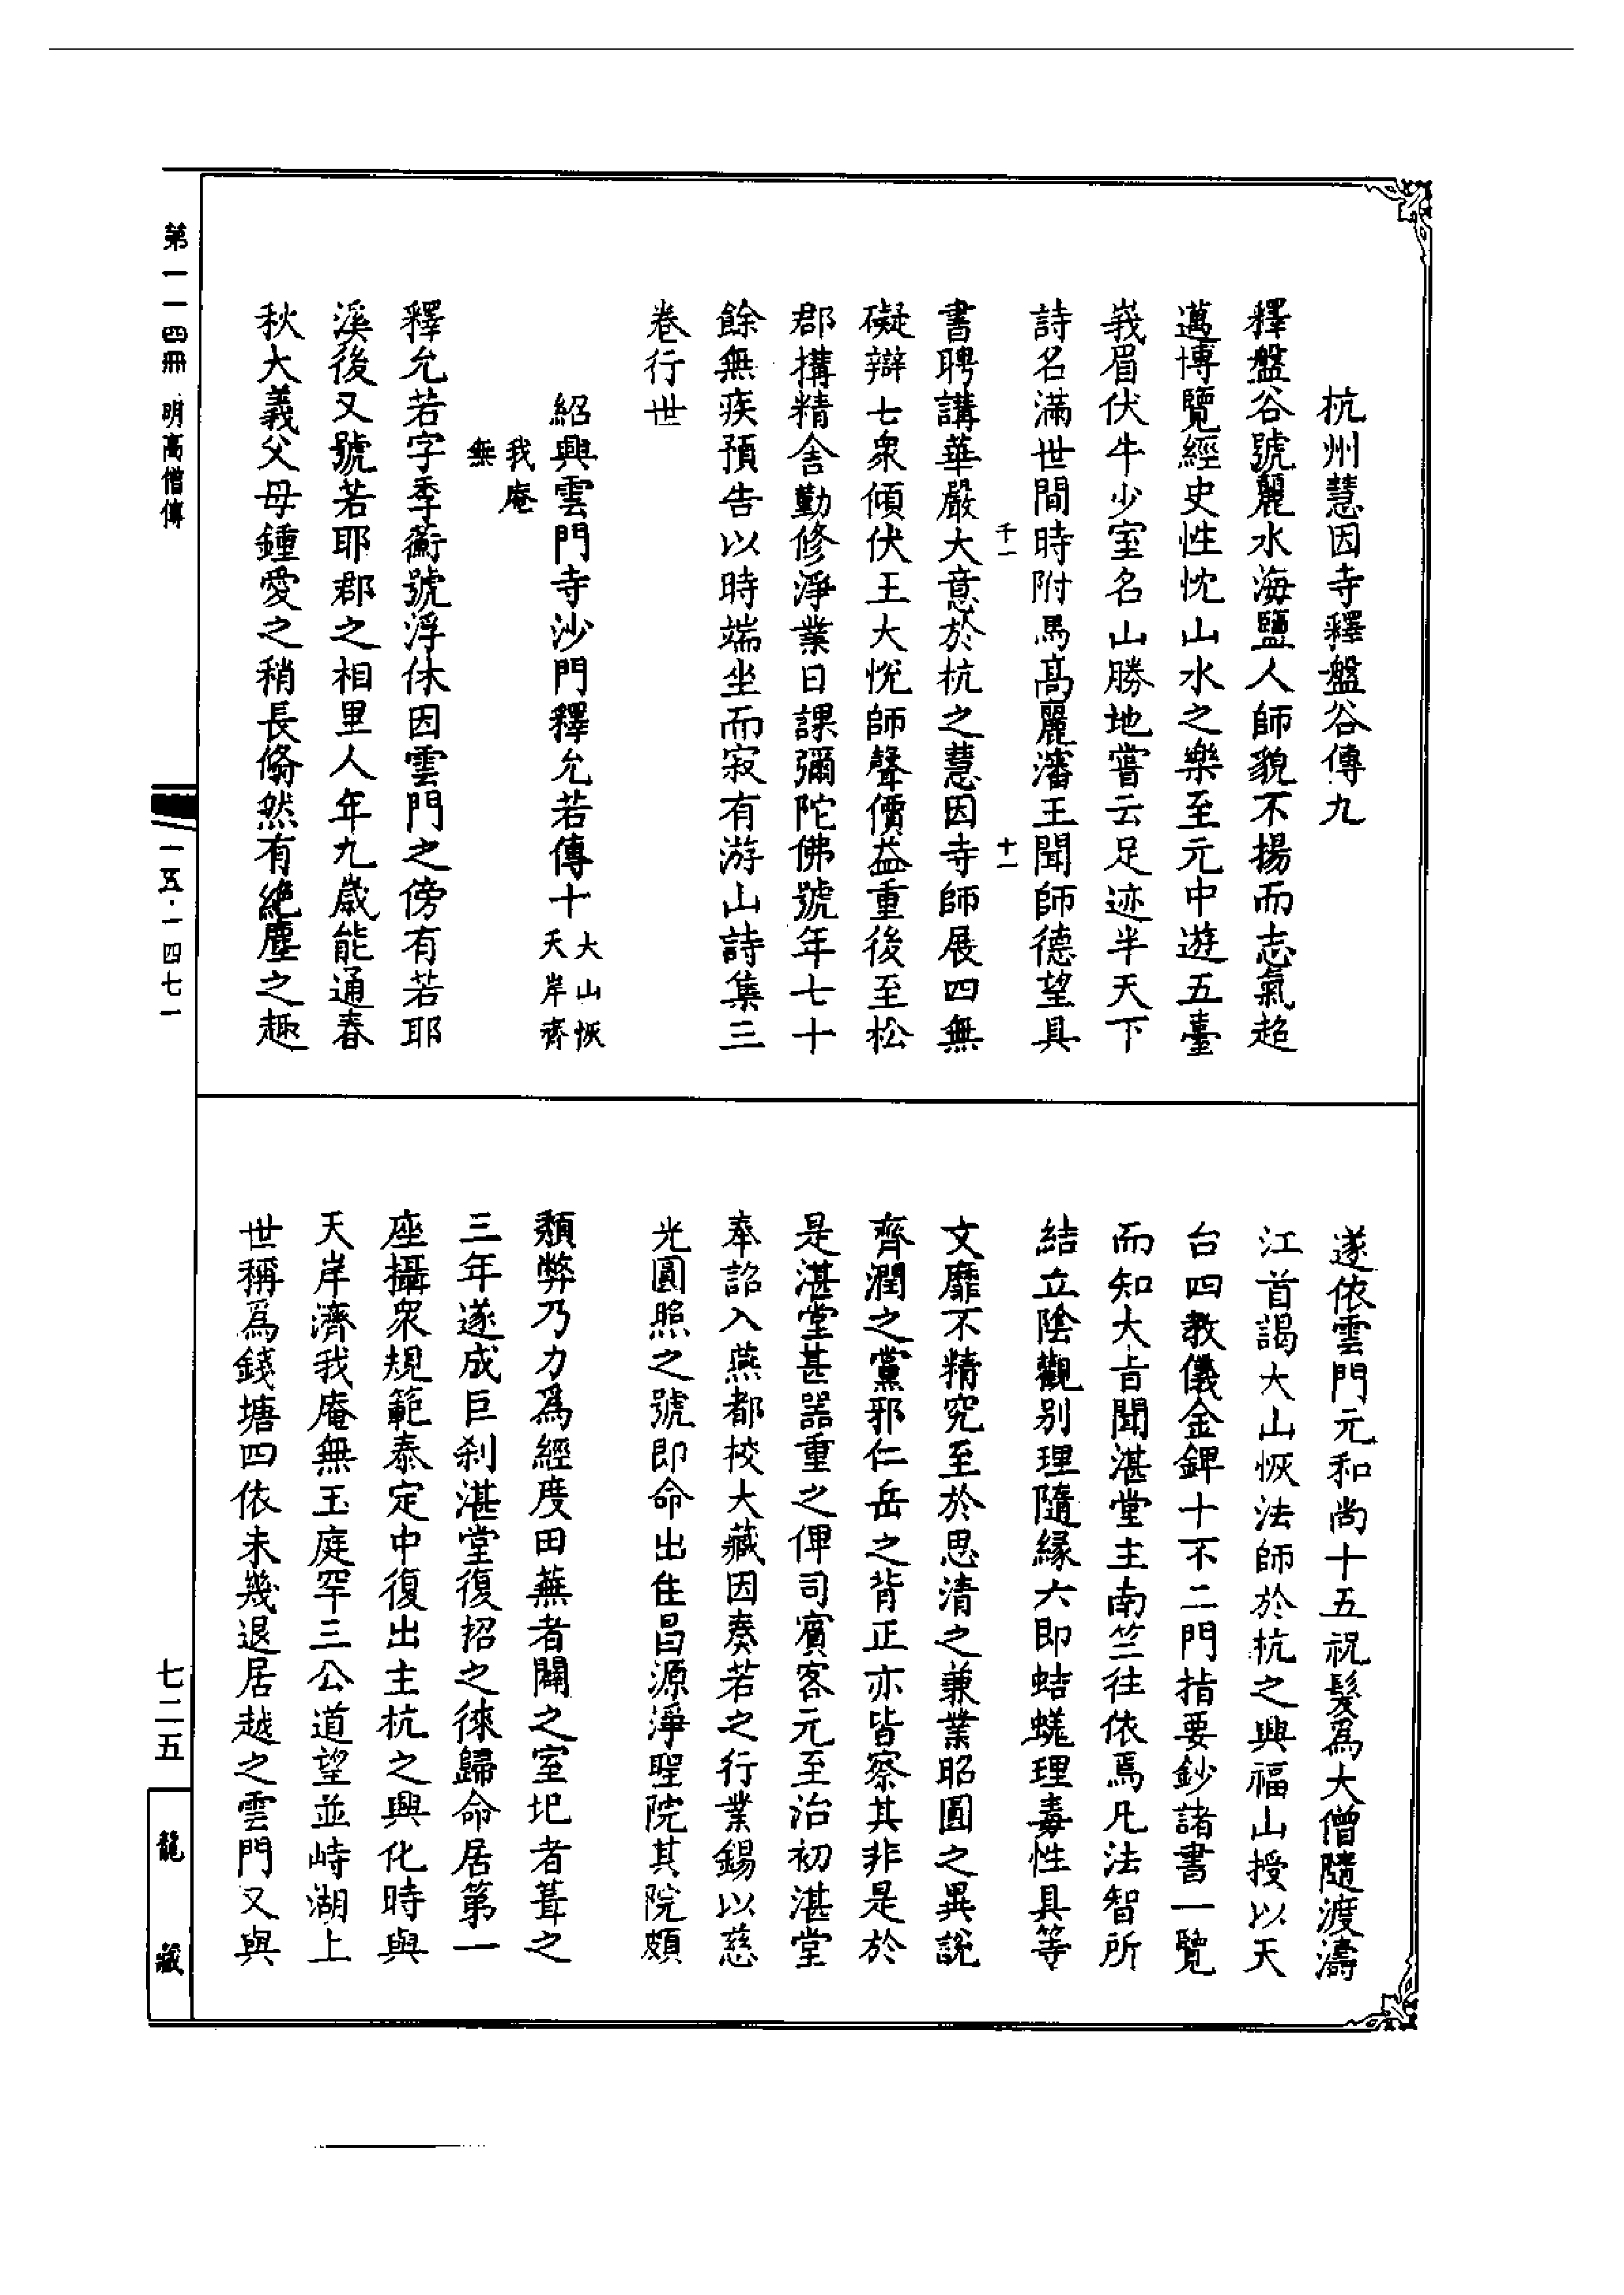 杭州慧因寺釋盤谷傳九
釋盤谷號麗水海鹽人師貌不揚而志氣超
邁博覽經史性忱山水之樂至元中遊五臺
峩眉伏牛少室名山勝地嘗云足迹半天下
詩名滿世間時附馬高麗瀋王聞師德望具
千一
十一
書聘講華嚴大意於杭之慧因寺師展四無
礙辯七衆傾伏王大悅師聲價益重後至松
郡搆精舍勤修淨業日課彌陀佛號年七十
餘無疾預告以時端坐而寂有游山詩集三
卷行世
紹興雲門寺沙門釋允若傳十
大山恢
天岸齊
我庵
無
釋允若字季蘅號浮休因雲門之傍有若耶
溪後又號若耶郡之相里人年九歲能通春
秋大義父母鍾愛之稍長翛然有絕塵之趣
遂依雲門元和尚十五祝髮為大僧隨渡濤
江首謁大山恢法師於杭之興福山授以天
台四教儀金錍十不二門指要鈔諸書一覽
而知大㫖聞湛堂主南竺往依焉凡法智所
結立陰觀别理隨緣六即蛣蜣理毒性具等
文靡不精究至於思清之兼業昭圓之異說
齊潤之黨邪仁岳之背正亦皆察其非是於
是湛堂甚器重之俾司賓客元至治初湛堂
奉詔入燕都挍大藏因奏若之行業錫以慈
光圓照之號即命出住昌源淨聖院其院頗
頹弊乃力爲經度田蕪者闢之室圮者葺之
三年遂成巨刹湛堂復招之徠歸命居第一
座攝衆規範泰定中復出主杭之興化時與
天岸濟我庵無玉庭罕三公道望並峙湖上
世稱爲錢塘四依未幾退居越之雲門又與
第一一四冊 明高僧傳
一五·一四七一
七二五
龍藏